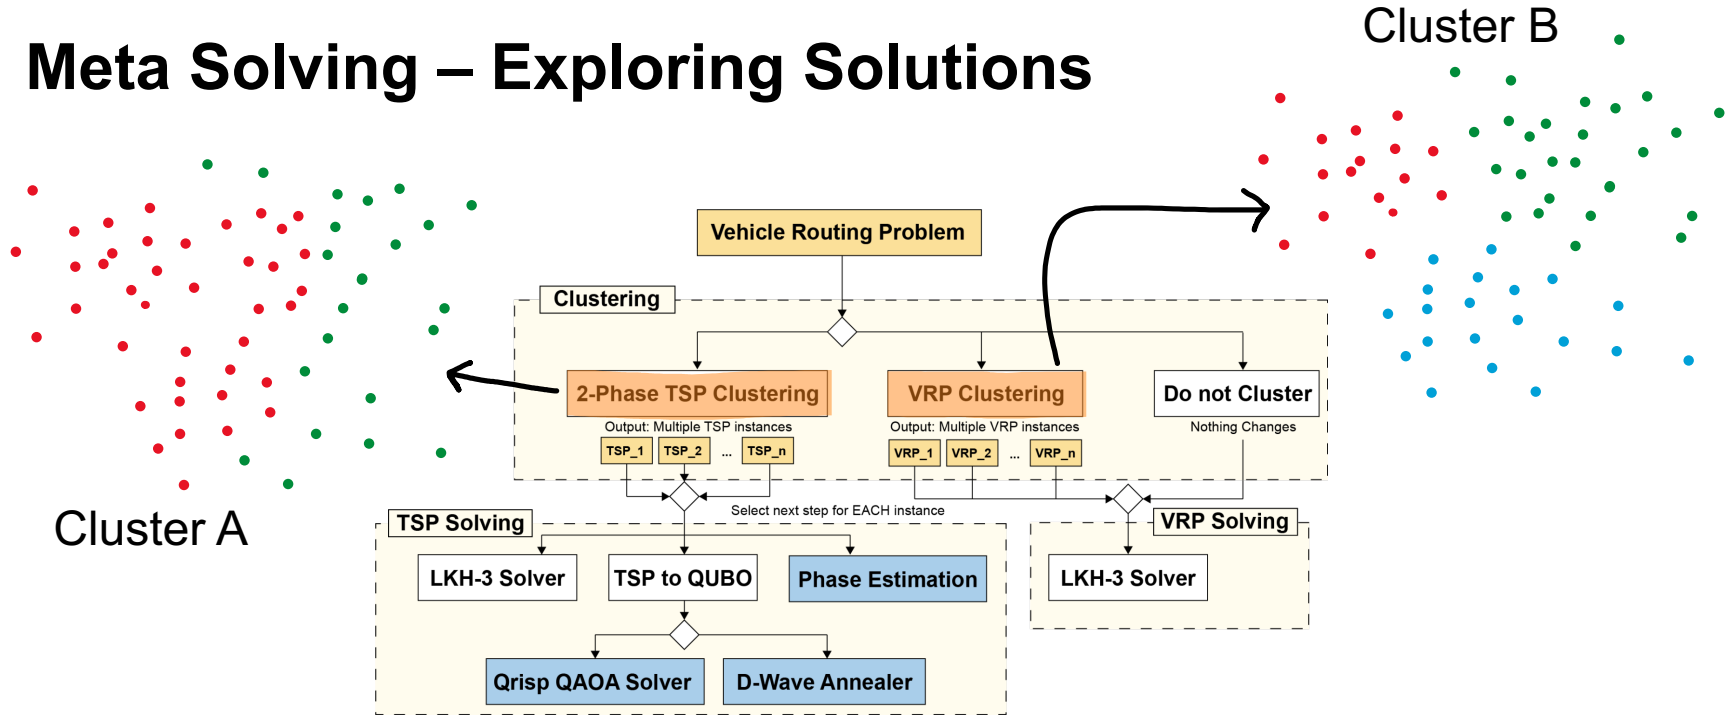 Meta Solving – Exploring Solutions
Cluster B
Cluster A
Vehicle Routing Problem
Clustering
2-Phase TSP Clustering
VRP Clustering
Do not Cluster
Output: Multiple TSP instances
Output: Multiple VRP instances
Nothing Changes
TSP_1
TSP_2
...
TSP_n
VRP_1
VRP_2
...
VRP_n
Select next step for EACH instance
TSP Solving
LKH-3 Solver
TSP to QUBO
Phase Estimation
Qrisp QAOA Solver
D-Wave Annealer
VRP Solving
LKH-3 Solver